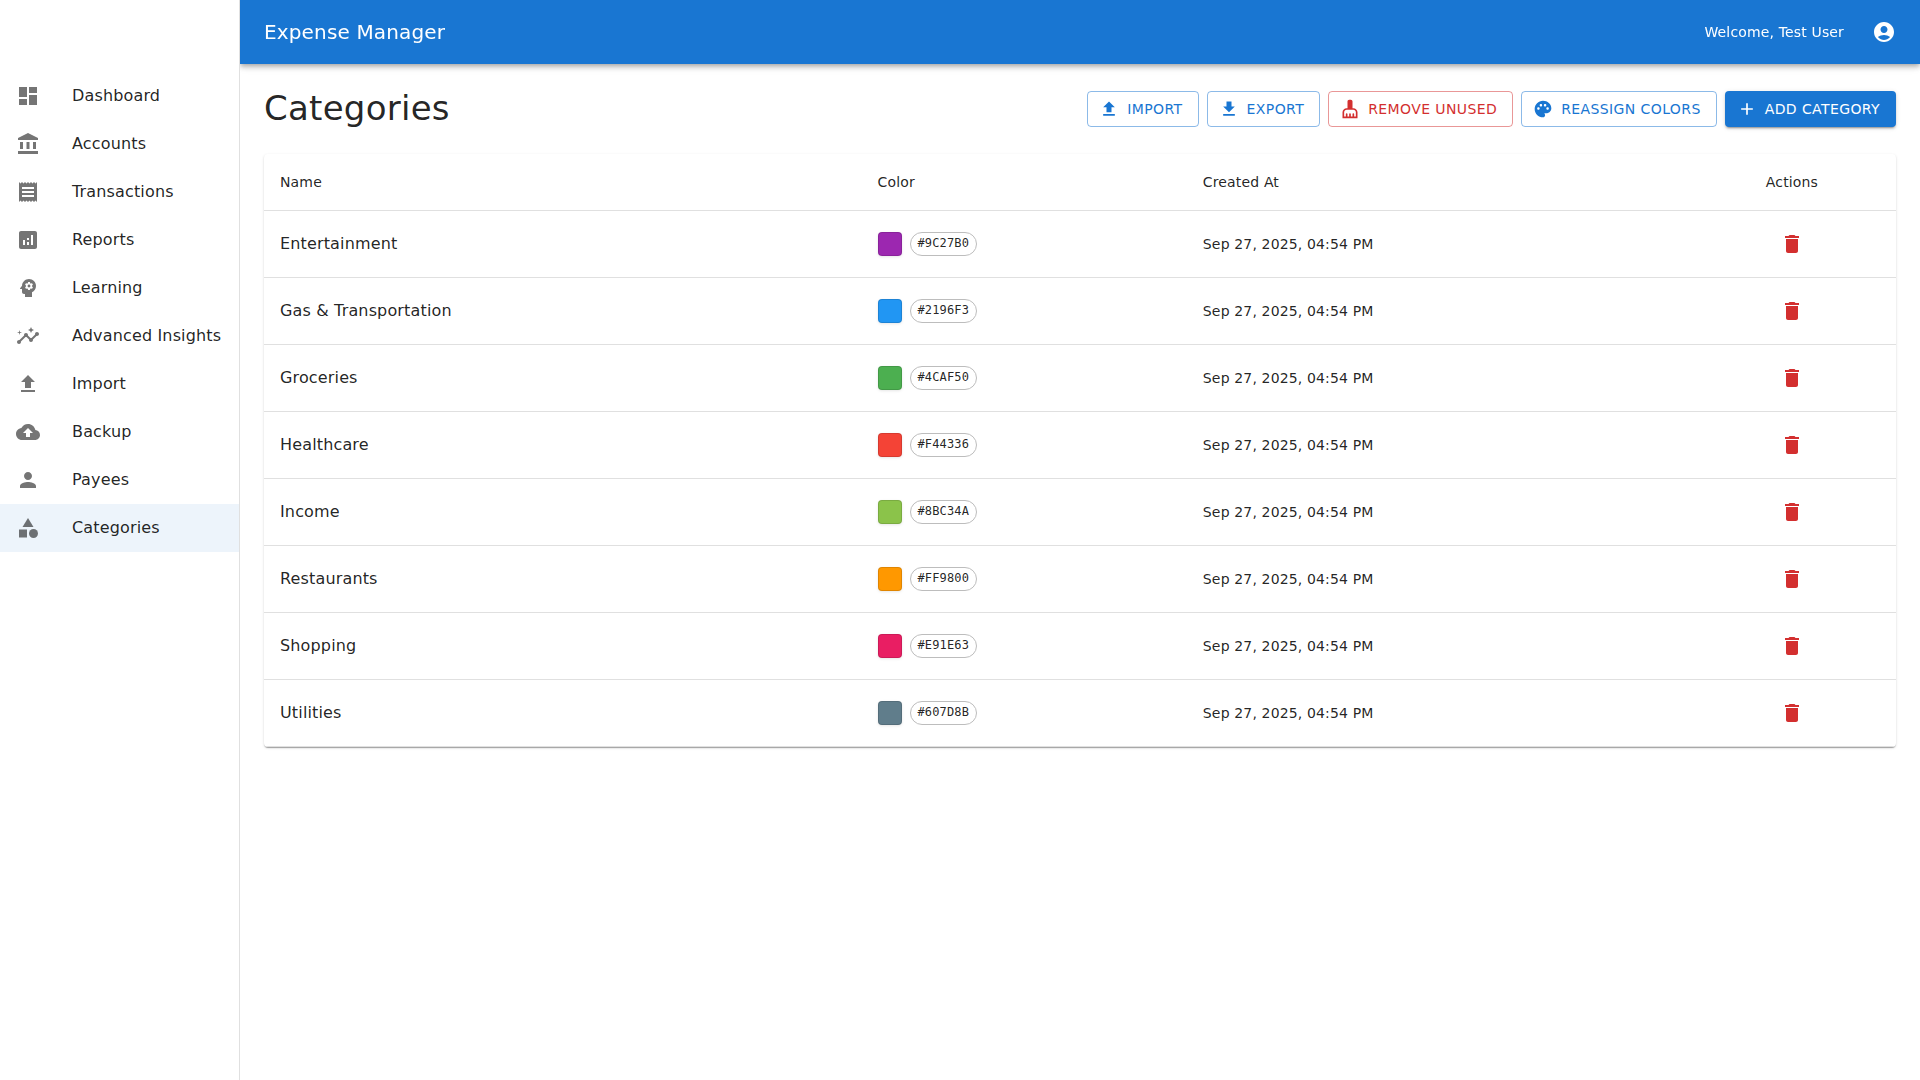 Expense Manager
Welcome, Test User
Dashboard
Accounts
Transactions
Reports
Learning
Advanced Insights
Import
Backup
Payees
Categories
Categories
IMPORT
EXPORT
REMOVE UNUSED
REASSIGN COLORS
ADD CATEGORY
Name Color Created At Actions
Entertainment #9C27B0 Sep 27, 2025, 04:54 PM
Gas & Transportation #2196F3 Sep 27, 2025, 04:54 PM
Groceries #4CAF50 Sep 27, 2025, 04:54 PM
Healthcare #F44336 Sep 27, 2025, 04:54 PM
Income #8BC34A Sep 27, 2025, 04:54 PM
Restaurants #FF9800 Sep 27, 2025, 04:54 PM
Shopping #E91E63 Sep 27, 2025, 04:54 PM
Utilities #607D8B Sep 27, 2025, 04:54 PM